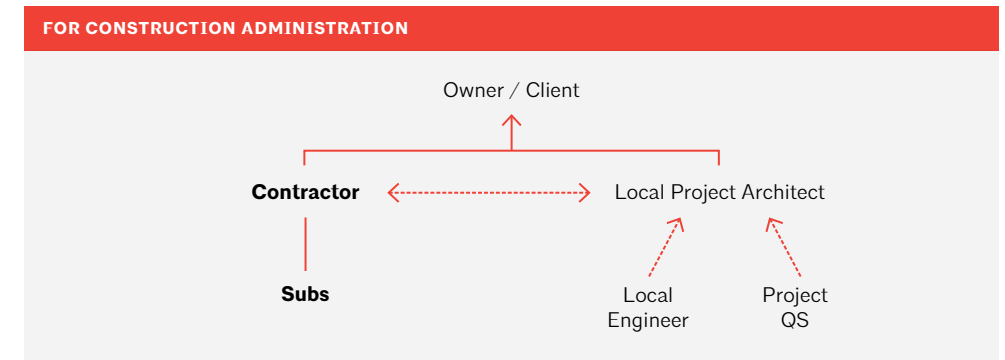 FOR CONSTRUCTION ADMINISTRATION
Owner / Client
Contractor
Local Project Architect
Subs
Local
Engineer
Project
QS